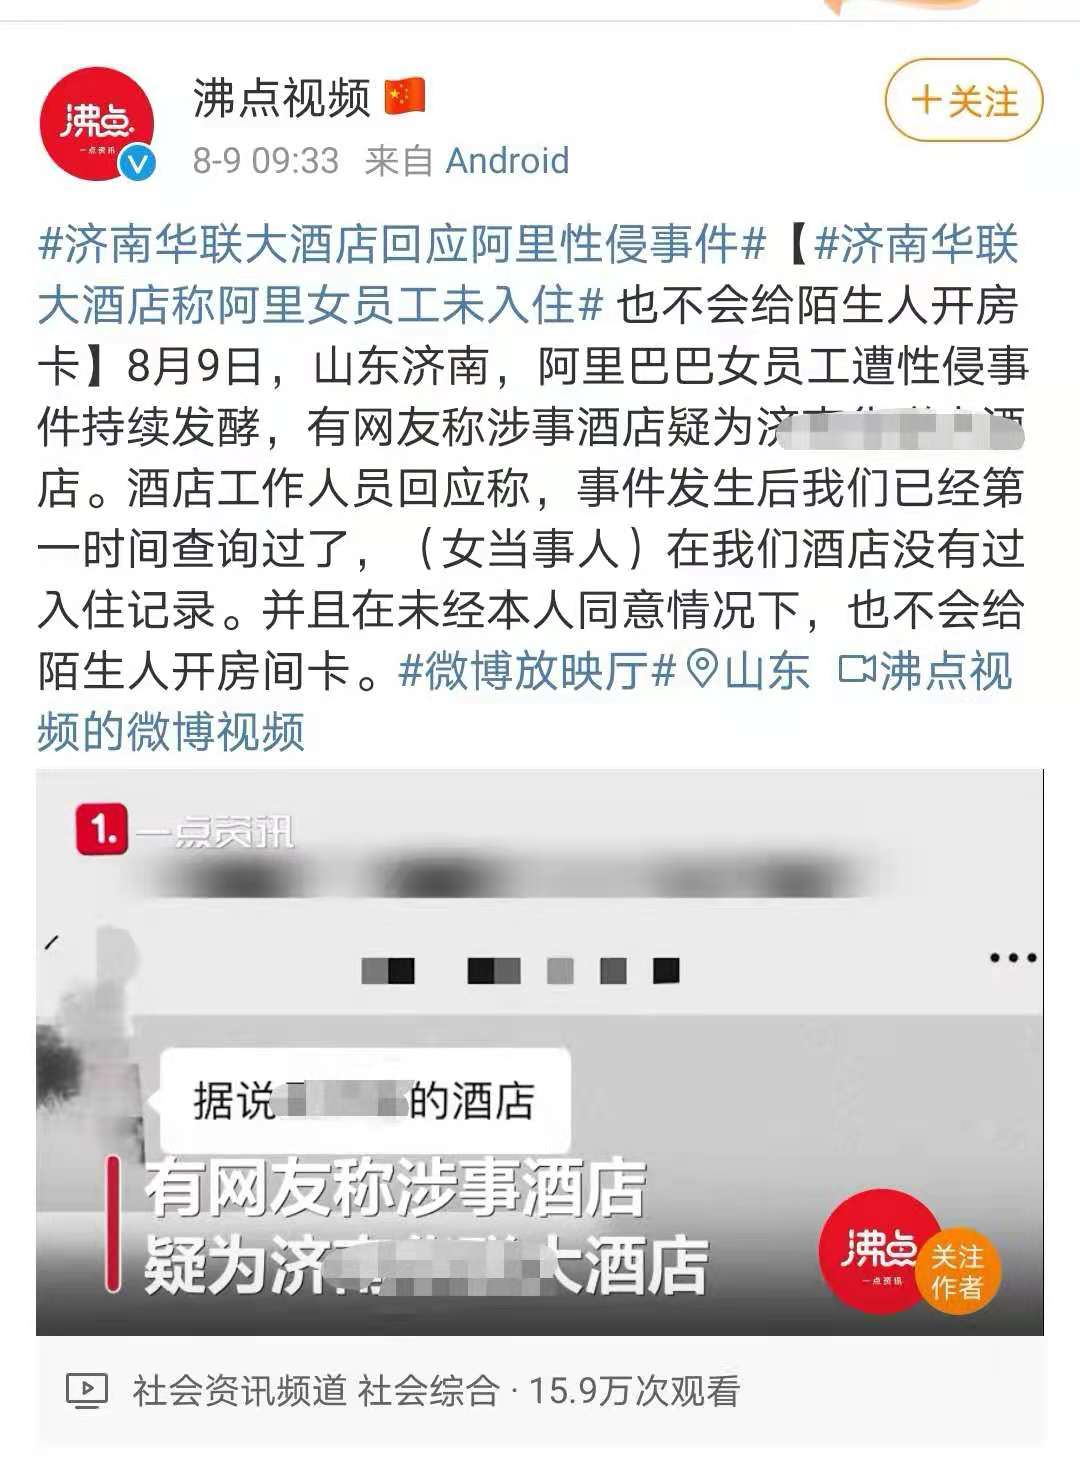 沸点视频
+关注
沸点
一点资讯
8-9 09:33 来自 Android
#济南华联大酒店回应阿里性侵事件#【#济南华联
大酒店称阿里女员工未入住# 也不会给陌生人开房
卡】8月9日，山东济南，阿里巴巴女员工遭性侵事
件持续发酵，有网友称涉事酒店疑为
店。酒店工作人员回应称，事件发生后我们已经第
一时间查询过了，（女当事人）在我们酒店没有过
入住记录。并且在未经本人同意情况下，也不会给
陌生人开房间卡。#微博放映厅# 山东 沸点视
频的微博视频
1. 一点资讯
据说 的酒店
有网友称涉事酒店
疑为济 大酒店
沸点
一点资讯
关注
作者
社会资讯频道 社会综合 · 15.9万次观看